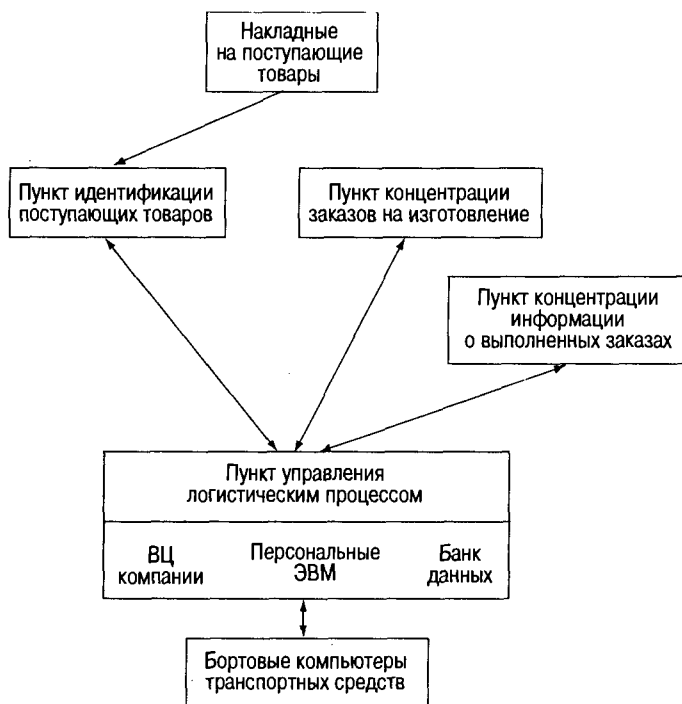 Накладные
на поступающие
товары
Пункт идентификации
поступающих товаров
Пункт концентрации
заказов на изготовление
Пункт концентрации
информации
о выполненных заказах
Пункт управления
логистическим процессом
ВЦ
компании
Персональные
ЭВМ
Банк
данных
Бортовые компьютеры
транспортных средств